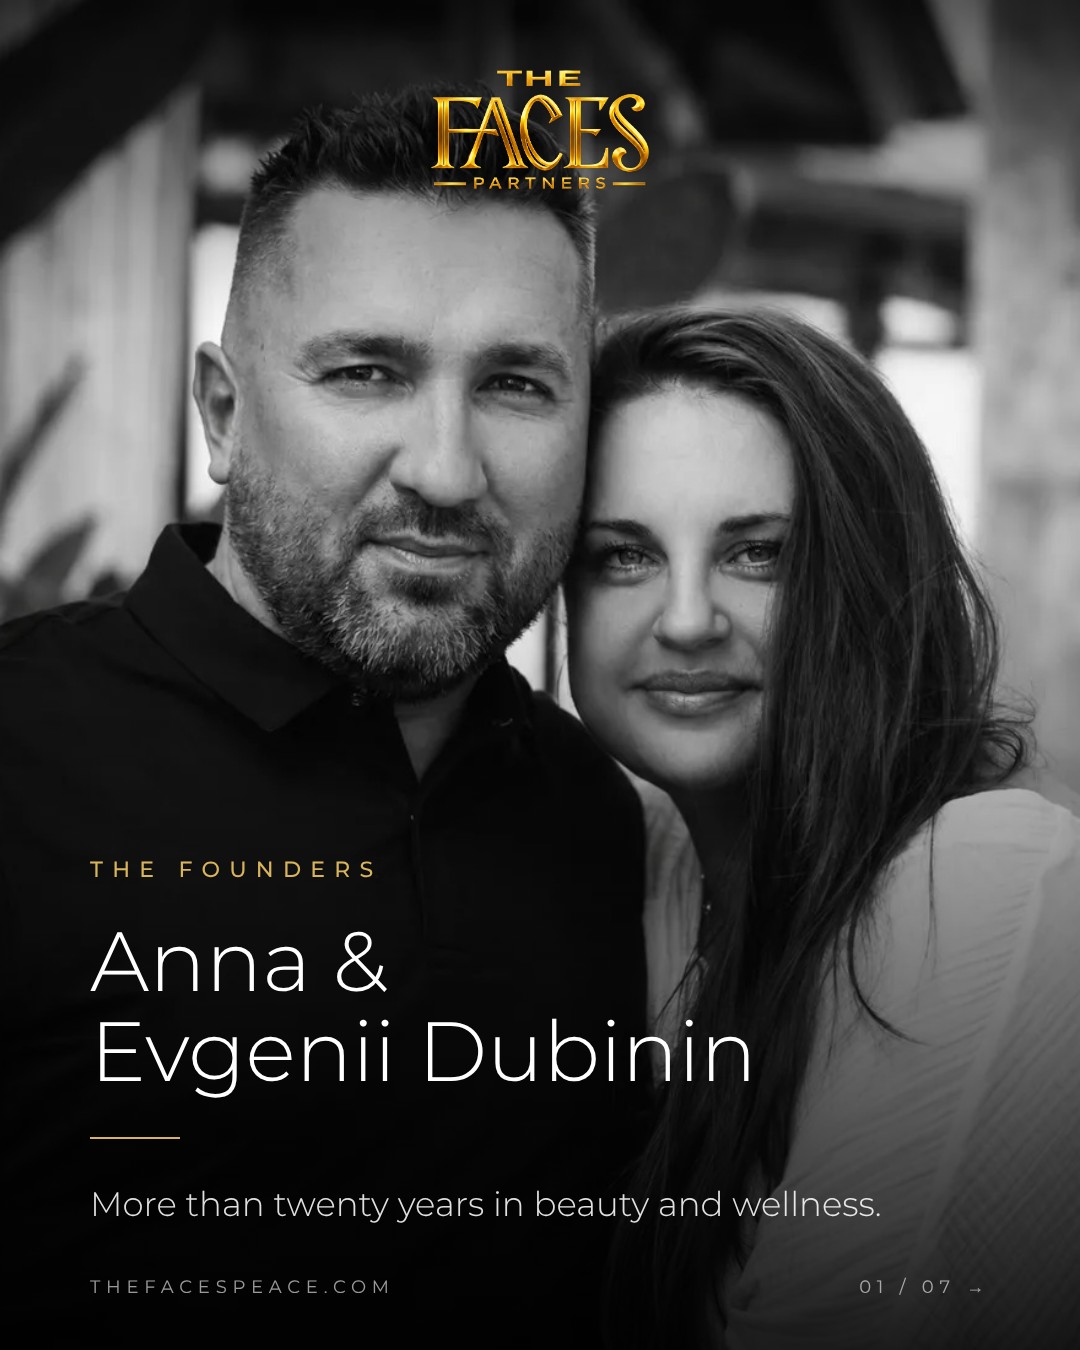 THE
FACES
PARTNERS
THE FOUNDERS
Anna &
Evgenii Dubinin
More than twenty years in beauty and wellness.
THEFACESPEACE.COM
01 / 07 →